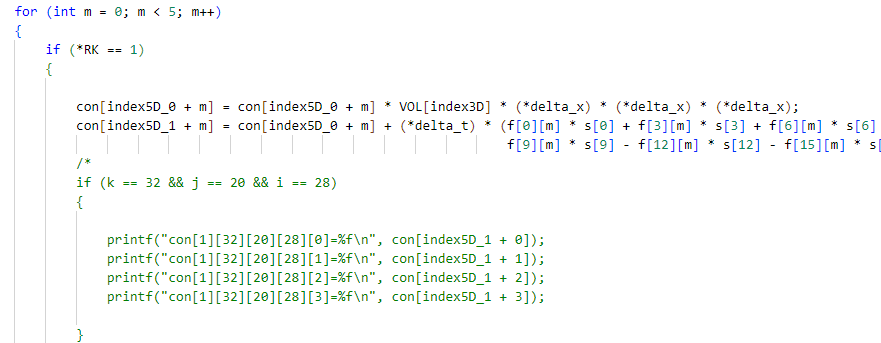 for (int m = 0; m < 5; m++)
{
if (*RK == 1)
{
con[index5D_0 + m] = con[index5D_0 + m] * VOL[index3D] * (*delta_x) * (*delta_x) * (*delta_x);
con[index5D_1 + m] = con[index5D_0 + m] + (*delta_t) * (f[0][m] * s[0] + f[3][m] * s[3] + f[6][m] * s[6]
f[9][m] * s[9] - f[12][m] * s[12] - f[15][m] * s[
/*
if (k == 32 && j == 20 && i == 28)
{
printf("con[1][32][20][28][0]=%f\n", con[index5D_1 + 0]);
printf("con[1][32][20][28][1]=%f\n", con[index5D_1 + 1]);
printf("con[1][32][20][28][2]=%f\n", con[index5D_1 + 2]);
printf("con[1][32][20][28][3]=%f\n", con[index5D_1 + 3]);
}